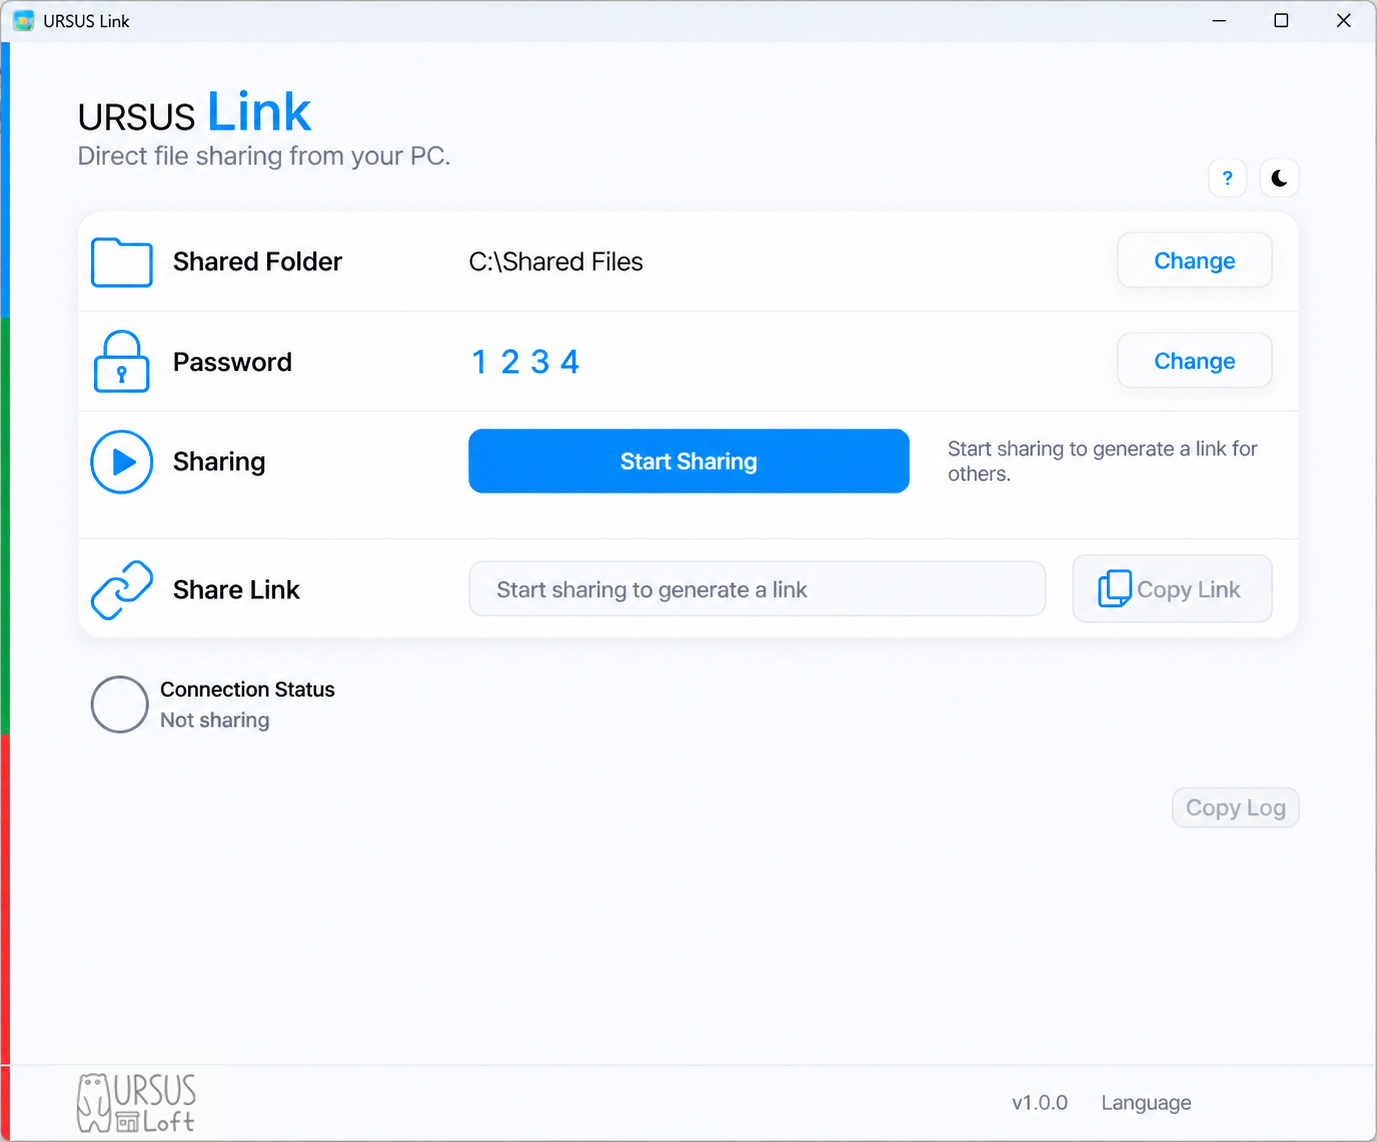 URSUS Link
URSUS Link
Direct file sharing from your PC.
?
Shared Folder
C:\Shared Files
Change
Password
1 2 3 4
Change
Sharing
Start Sharing
Start sharing to generate a link for
others.
Share Link
Start sharing to generate a link
Copy Link
Connection Status
Not sharing
Copy Log
URSUS
Loft
v1.0.0
Language